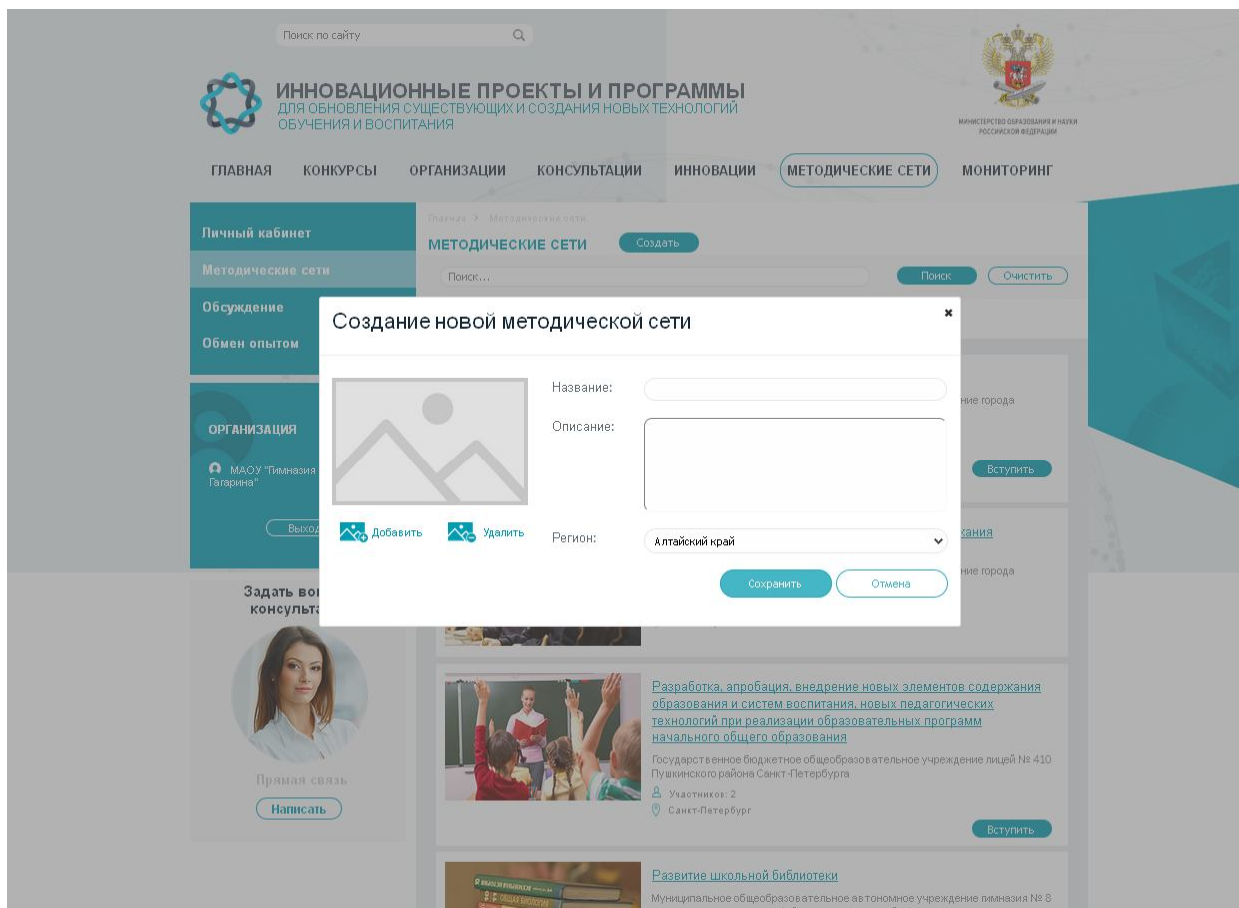 Поиск по сайту
ИННОВАЦИОННЫЕ ПРОЕКТЫ И ПРОГРАММЫ
ДЛЯ ОБНОВЛЕНИЯ СУЩЕСТВУЮЩИХ И СОЗДАНИЯ НОВЫХ ТЕХНОЛОГИЙ
ОБУЧЕНИЯ И ВОСПИТАНИЯ
МИНИСТЕРСТВО ОБРАЗОВАНИЯ И НАУКИ
РОССИЙСКОЙ ФЕДЕРАЦИИ
ГЛАВНАЯ КОНКУРСЫ ОРГАНИЗАЦИИ КОНСУЛЬТАЦИИ ИННОВАЦИИ МЕТОДИЧЕСКИЕ СЕТИ МОНИТОРИНГ
Личный кабинет
Методические сети
Обсуждение
Обмен опытом
Главная > Методические сети
МЕТОДИЧЕСКИЕ СЕТИ Создать
Поиск... Поиск Очистить
Создание новой методической сети
Название:
Описание:
Добавить Удалить
Регион: Алтайский край
Сохранить Отмена
ОРГАНИЗАЦИЯ
МАОУ "Гимназия
Гагарина"
Выход
ние города
Вступить
жания
ние города
Задать во
консульт
Прямая связь
Написать
Разработка, апробация, внедрение новых элементов содержания
образования и систем воспитания, новых педагогических
технологий при реализации образовательных программ
начального общего образования
Государственное бюджетное общеобразовательное учреждение лицей № 410
Пушкинского района Санкт-Петербурга
Участников: 2
Санкт-Петербург
Вступить
Развитие школьной библиотеки
Муниципальное общеобразовательное автономное учреждение гимназия № 8
ОБЩАЯ БИОЛОГИЯ